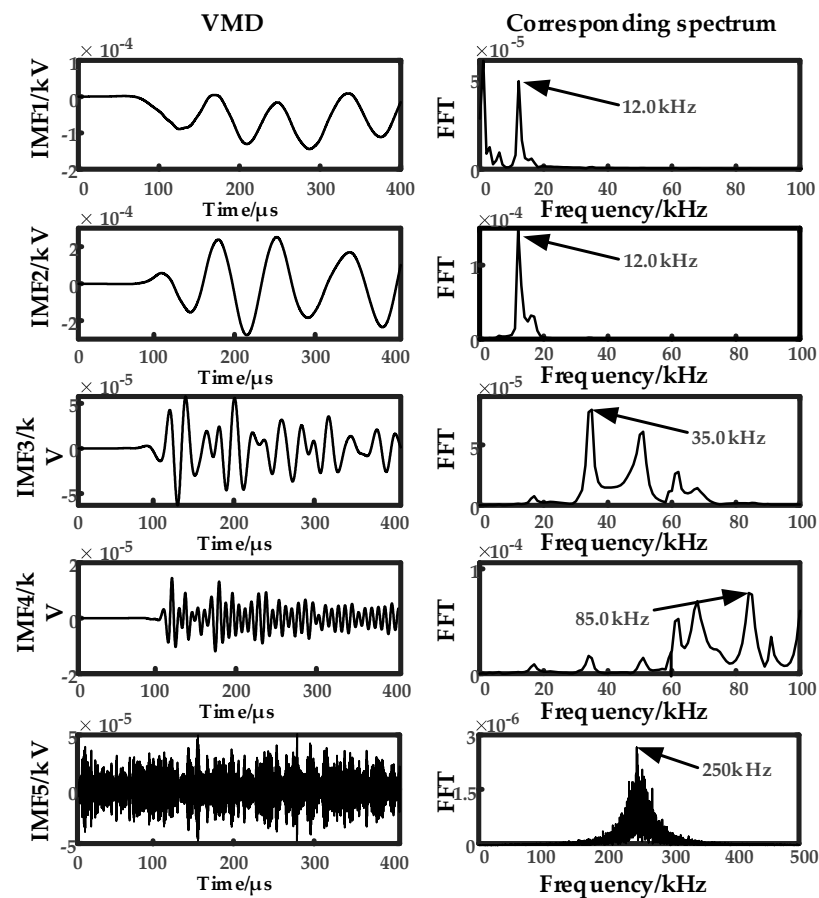 VMD
Corresponding spectrum
× 10⁻⁴
IMF1/kV
1
0
-1
-2
0 100 200 300 400
Time/μs
× 10⁻⁵
FFT
5
0
12.0kHz
0 20 40 60 80 100
Frequency/kHz
× 10⁻⁴
IMF2/kV
2
0
-2
0 100 200 300 400
Time/μs
×10⁻⁴
FFT
1
0
12.0kHz
0 20 40 60 80 100
Frequency/kHz
× 10⁻⁵
IMF3/k
V
5
0
-5
0 100 200 300 400
Time/μs
×10⁻⁵
FFT
5
0
35.0kHz
0 20 40 60 80 100
Frequency/kHz
× 10⁻⁵
IMF4/k
V
2
0
-2
0 100 200 300 400
Time/μs
×10⁻⁴
FFT
1
0
85.0kHz
0 20 40 60 80 100
Frequency/kHz
× 10⁻⁵
IMF5/kV
5
0
-5
0 100 200 300 400
Time/μs
×10⁻⁶
FFT
3
1.5
0
250kHz
0 100 200 300 400 500
Frequency/kHz